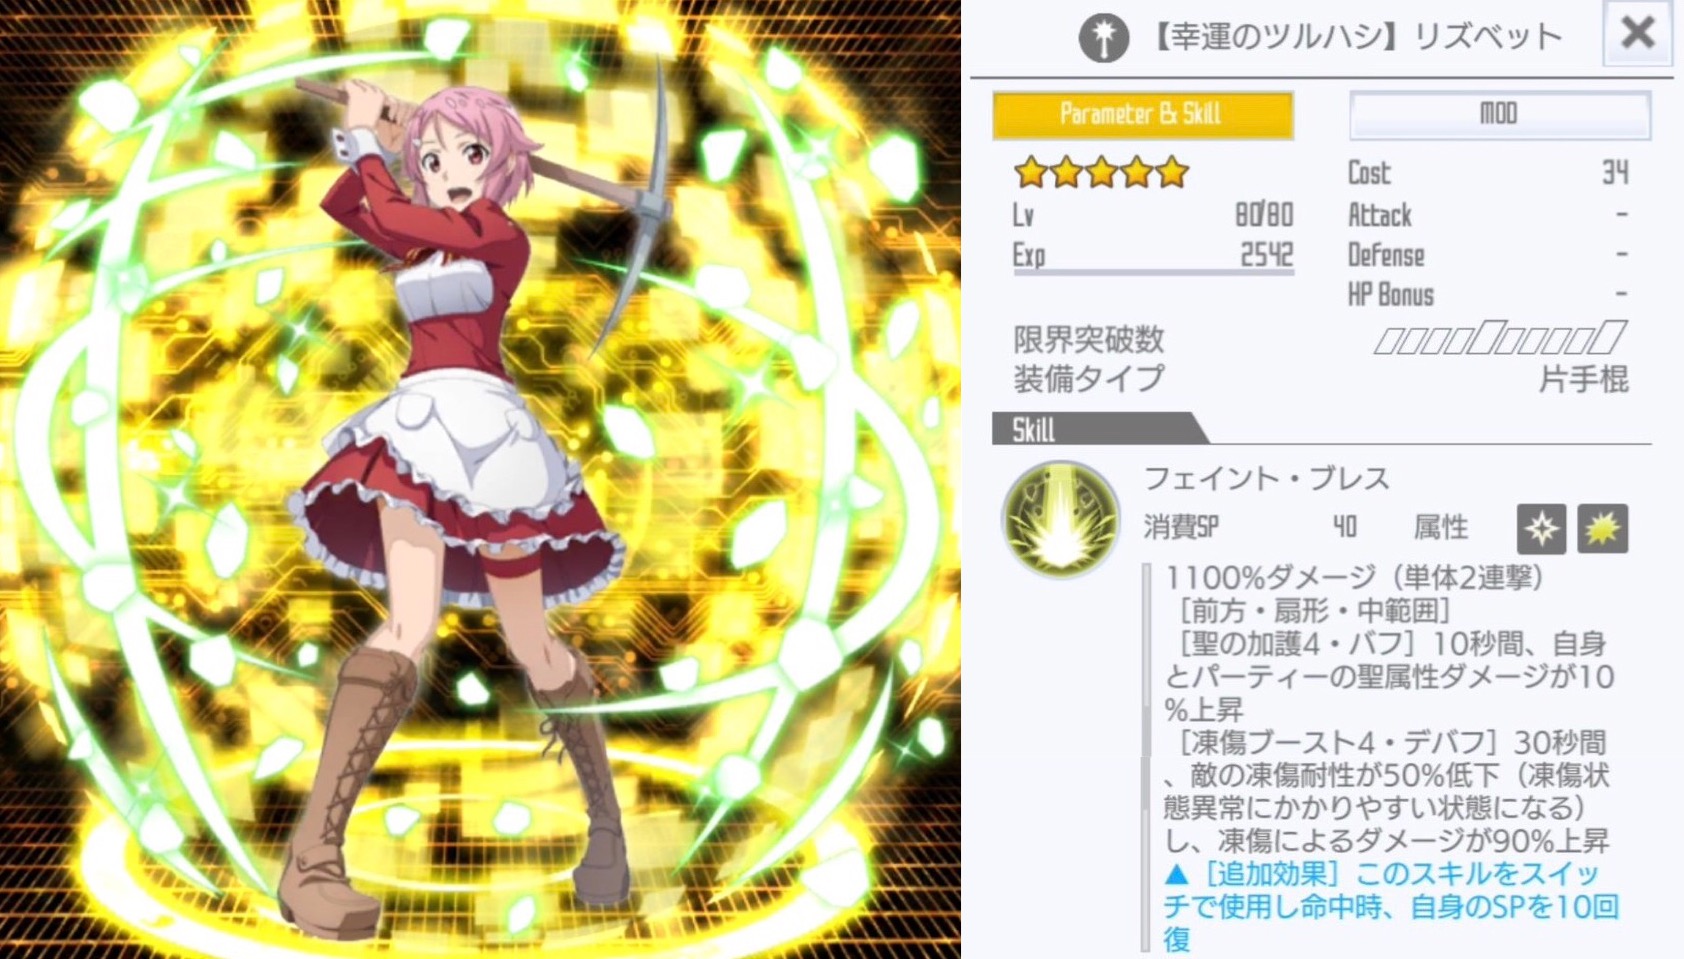 【幸運のツルハシ】リズベット
Parameter & Skill
MOD
Lv 80/80
Exp 2542
Cost 34
Attack -
Defense -
HP Bonus -
限界突破数
装備タイプ 片手棍
Skill
フェイント・ブレス
消費SP 40 属性
1100%ダメージ（単体2連撃）
［前方・扇形・中範囲］
［聖の加護4・バフ］10秒間、自身
とパーティーの聖属性ダメージが10
%上昇
［凍傷ブースト4・デバフ］30秒間
、敵の凍傷耐性が50%低下（凍傷状
態異常にかかりやすい状態になる）
し、凍傷によるダメージが90%上昇
▲［追加効果］このスキルをスイッ
チで使用し命中時、自身のSPを10回
復